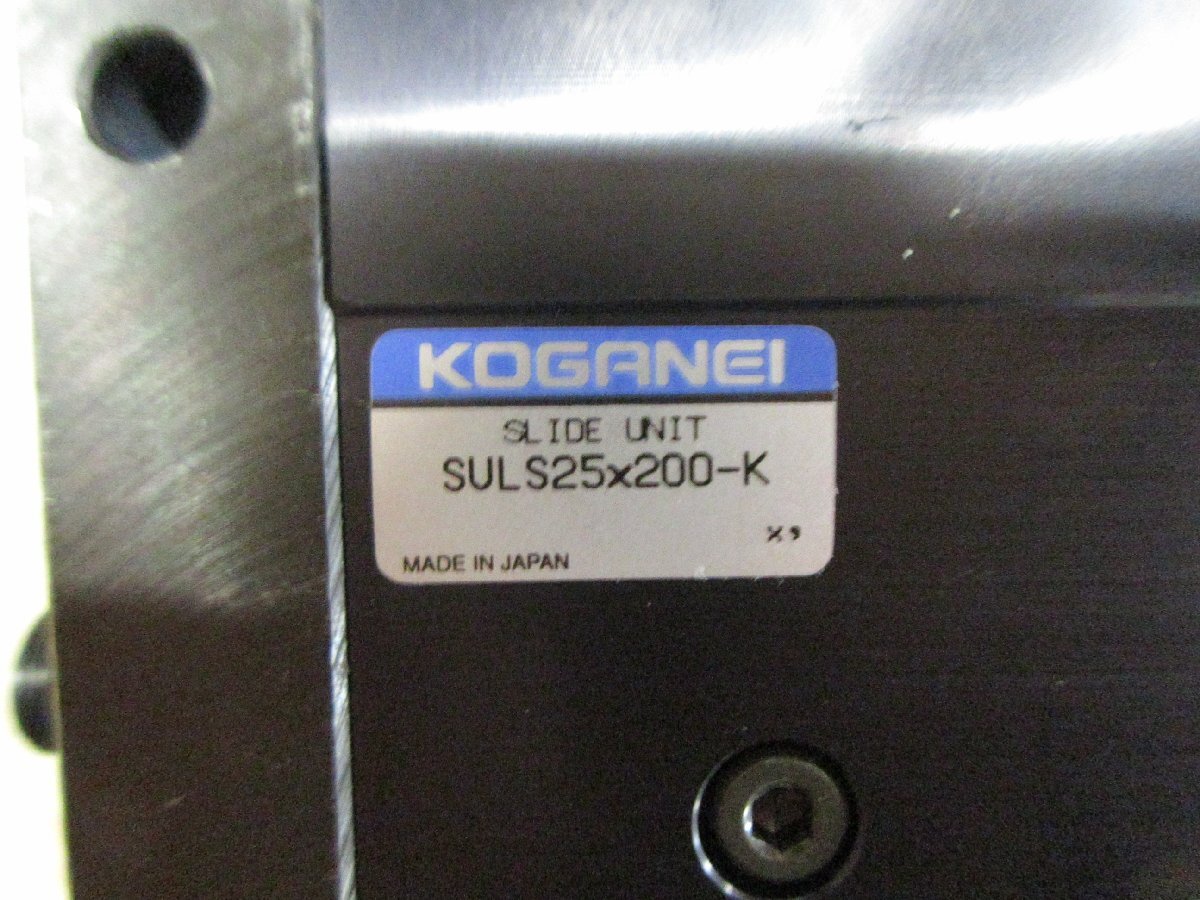 KOGANEI
SLIDE UNIT
SULS25x200-K
MADE IN JAPAN